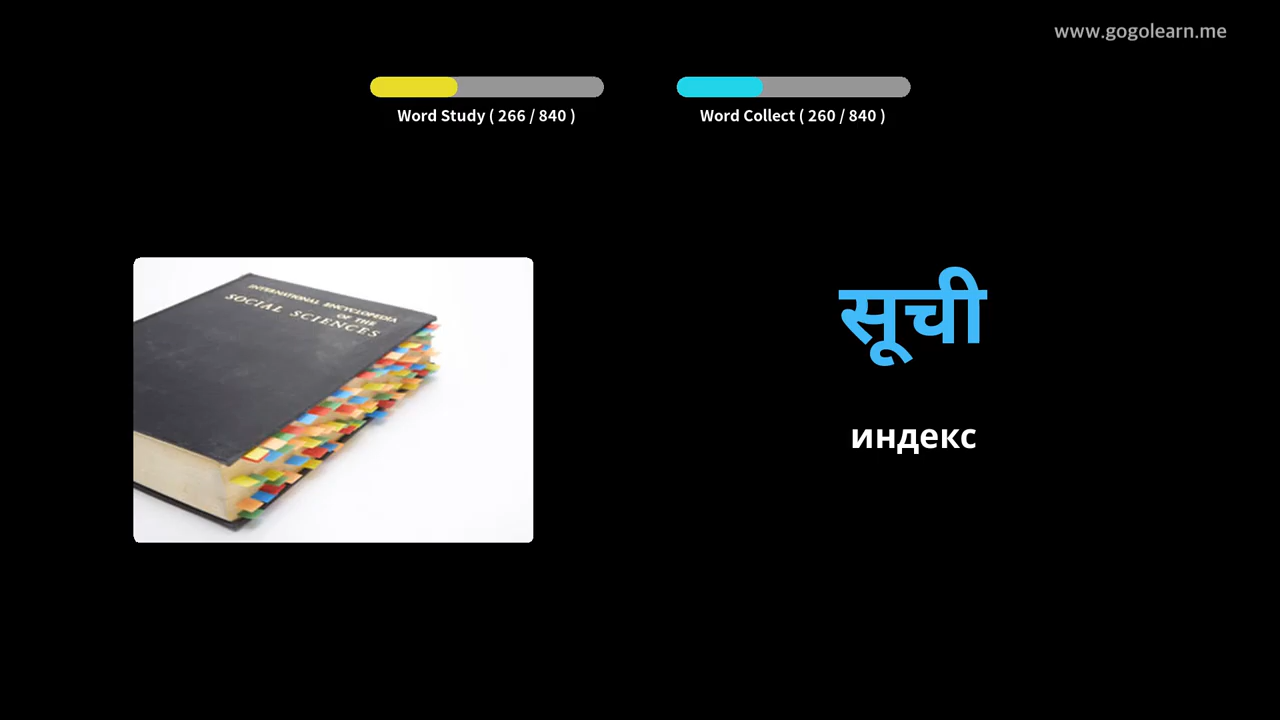 www.gogolearn.me
Word Study ( 266 / 840 )
Word Collect ( 260 / 840 )
INTERNATIONAL ENCYCLOPEDIA
OF THE
SOCIAL SCIENCES
सूची
индекс